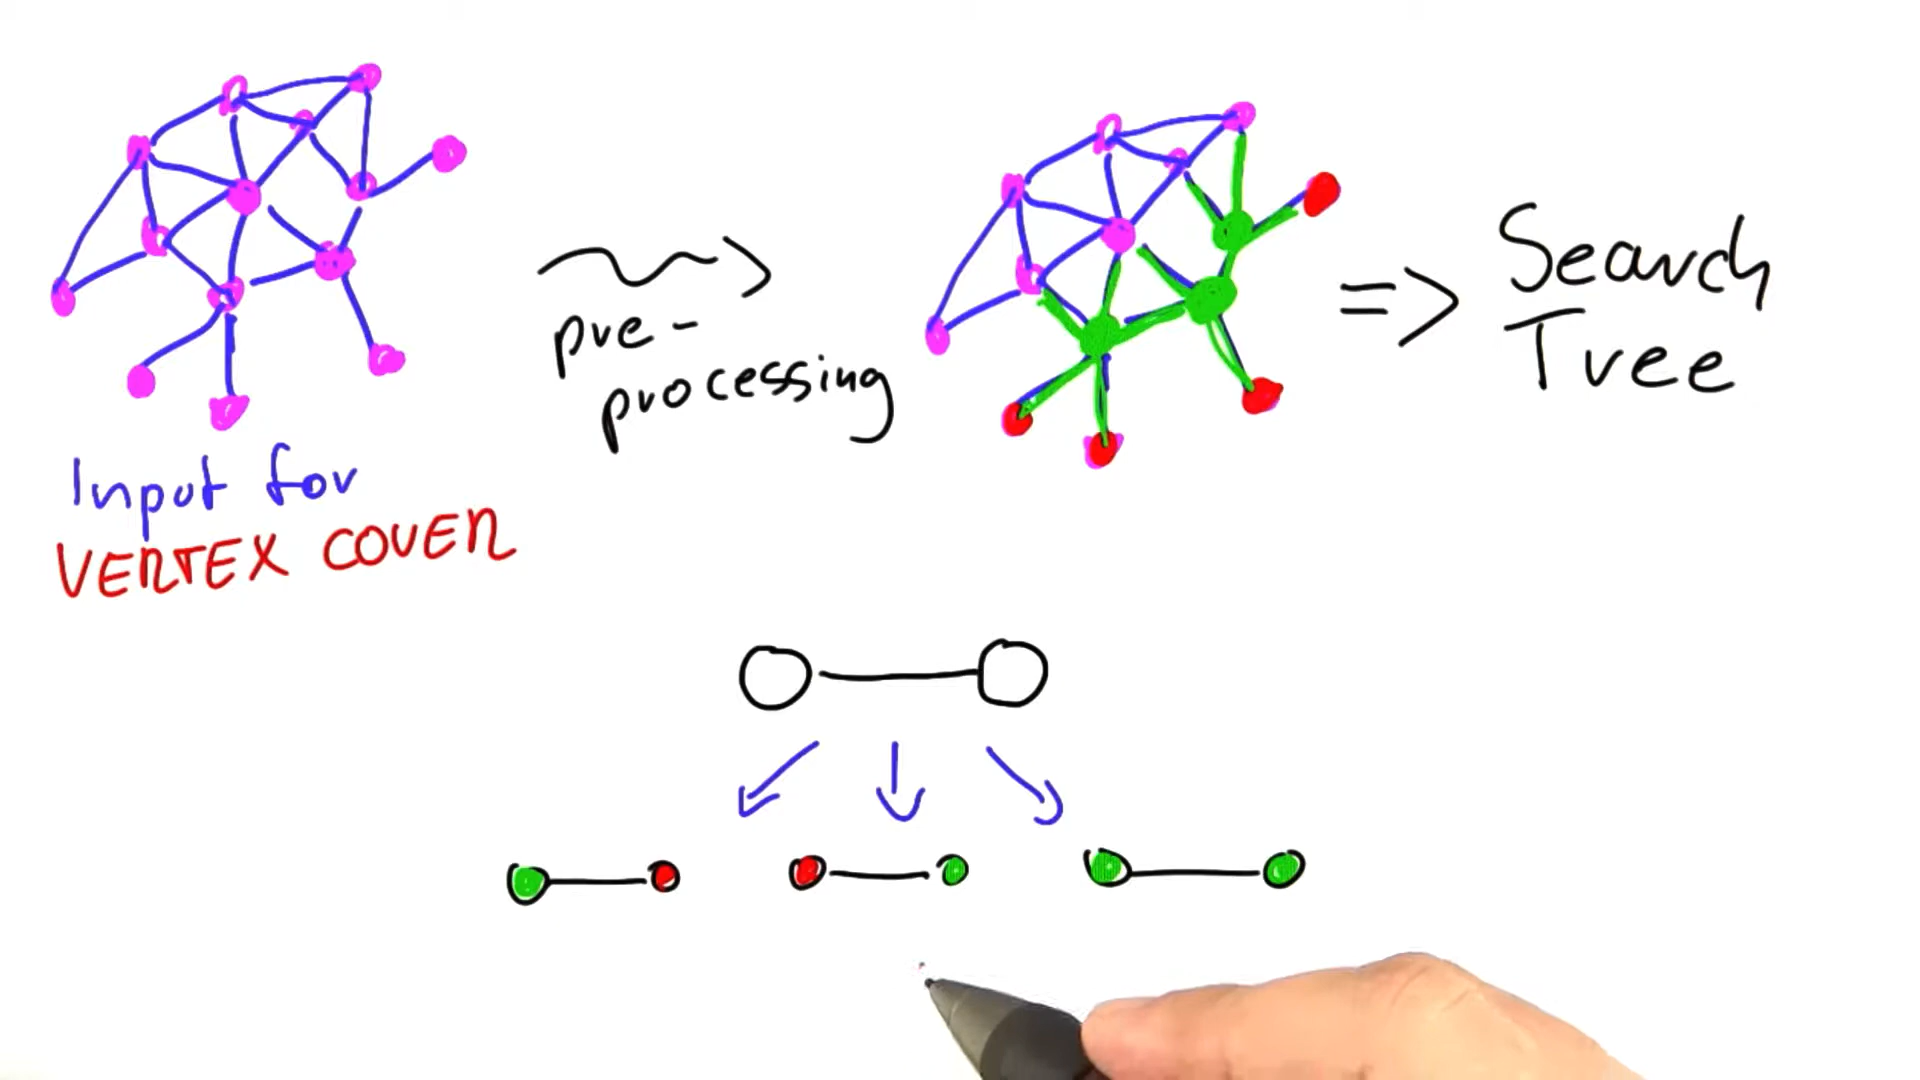 Input for
VERTEX COVER
pre-
processing
=> Search
Tree